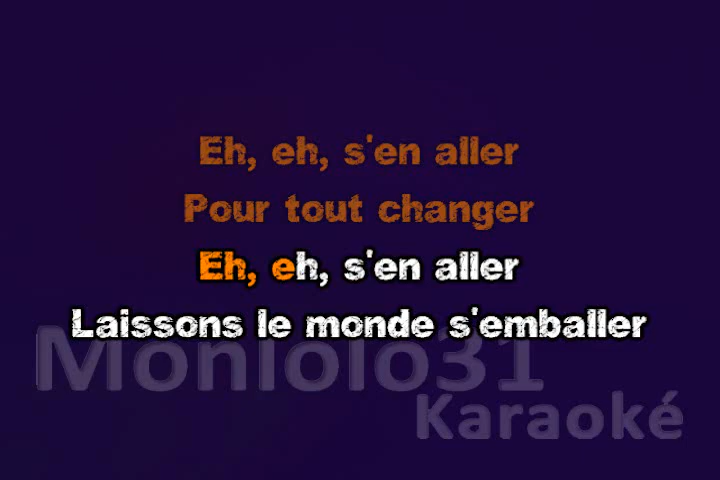 Eh, eh, s'en aller
Pour tout changer
Eh, eh, s'en aller
Laissons le monde s'emballer
Monlolo31
Karaoké